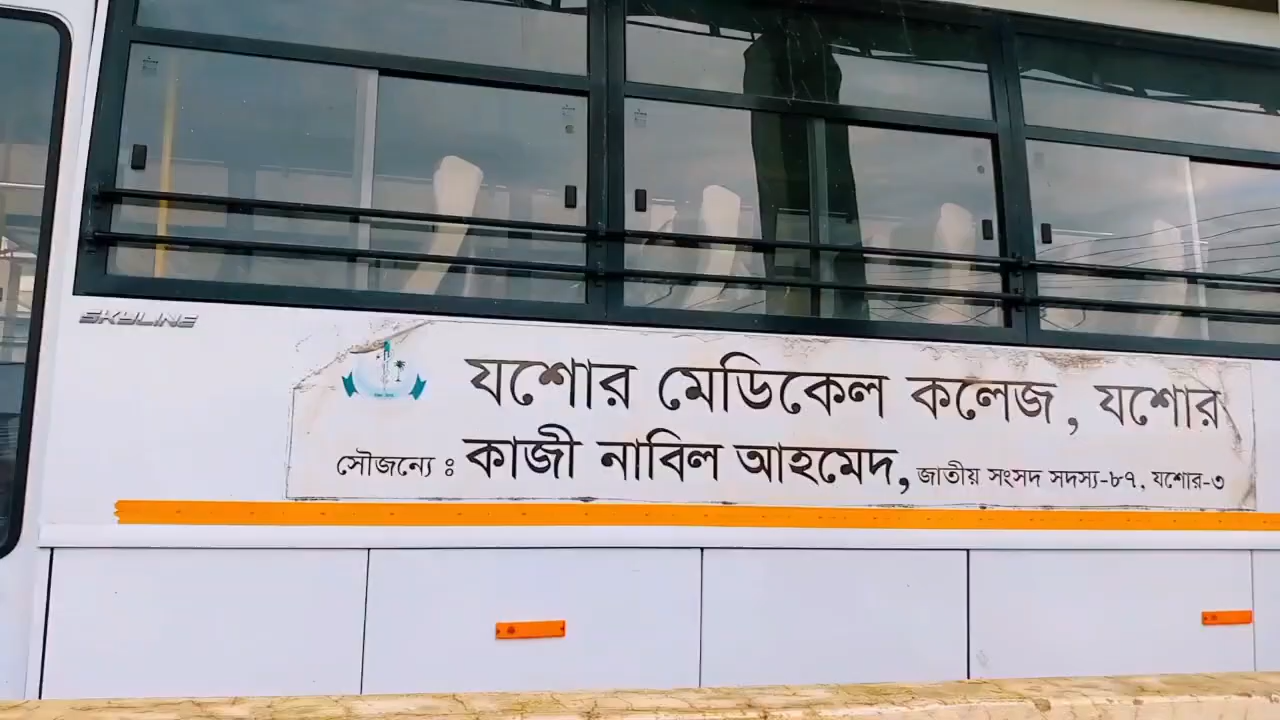 SKYLINE
যশোর মেডিকেল কলেজ, যশোর
সৌজন্যে : কাজী নাবিল আহমেদ, জাতীয় সংসদ সদস্য-৮৭, যশোর-৩